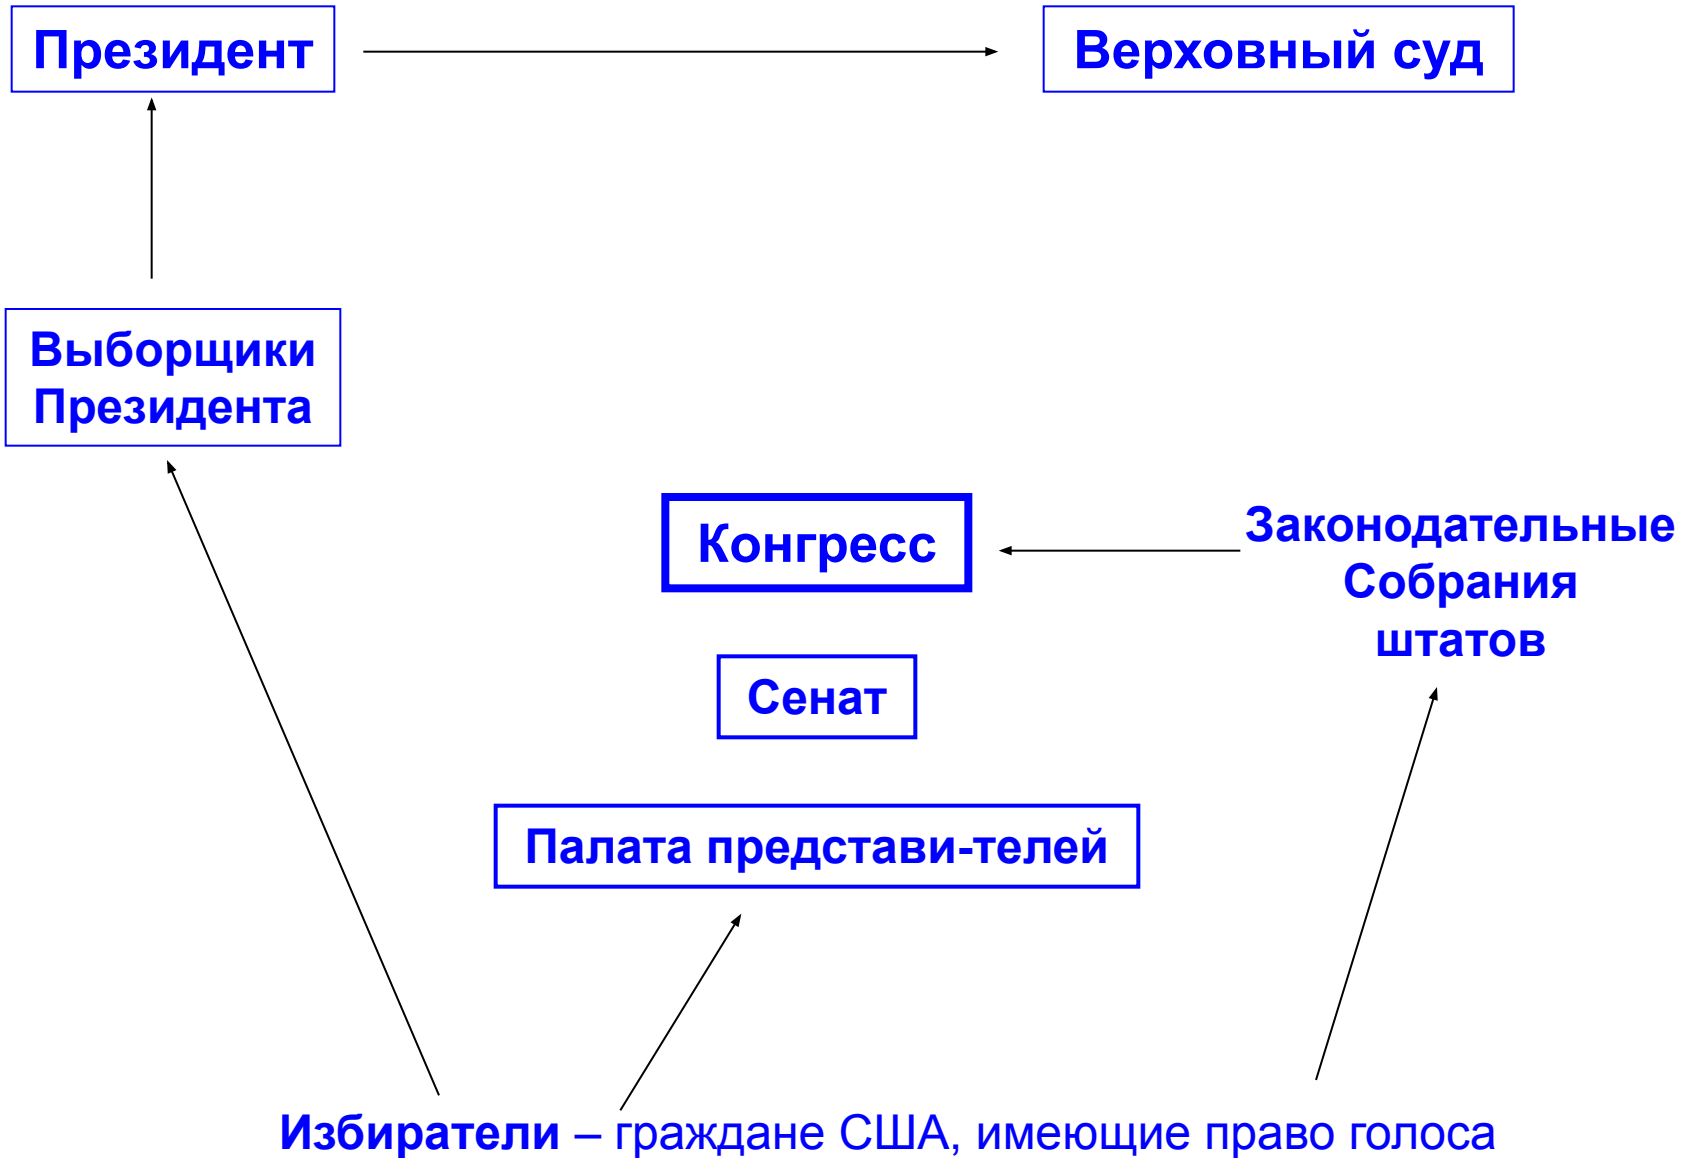 Президент
Верховный суд
Выборщики
Президента
Конгресс
Законодательные
Собрания
штатов
Сенат
Палата представи-телей
Избиратели – граждане США, имеющие право голоса